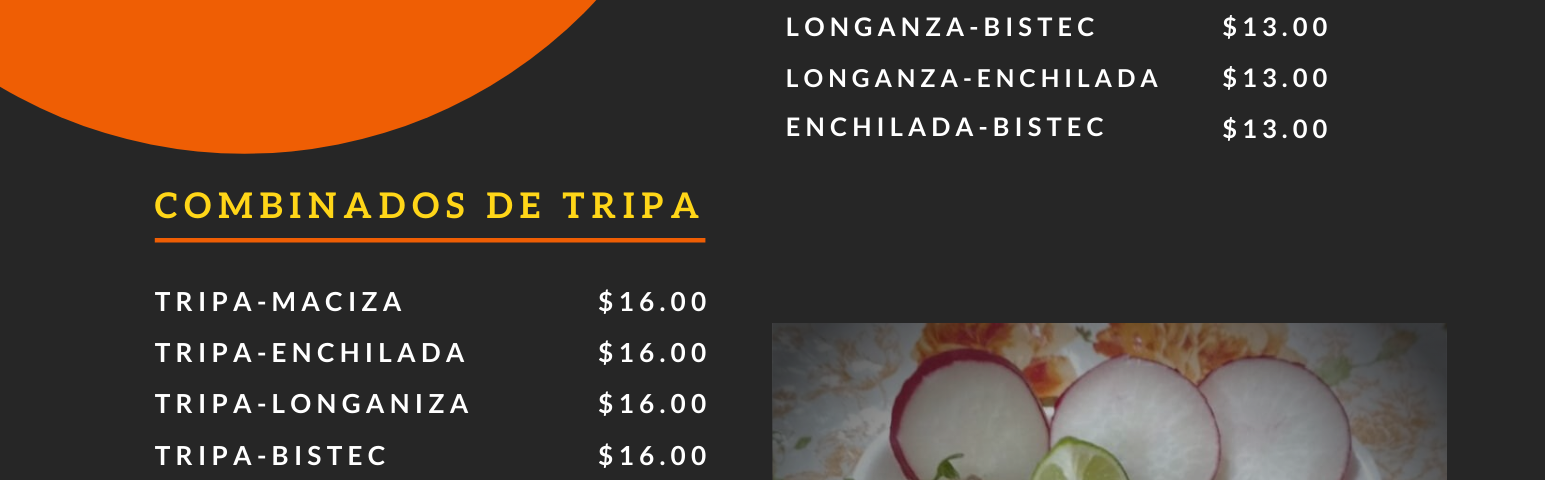 LONGANZA-BISTEC $13.00
LONGANZA-ENCHILADA $13.00
ENCHILADA-BISTEC $13.00
COMBINADOS DE TRIPA
TRIPA-MACIZA $16.00
TRIPA-ENCHILADA $16.00
TRIPA-LONGANIZA $16.00
TRIPA-BISTEC $16.00